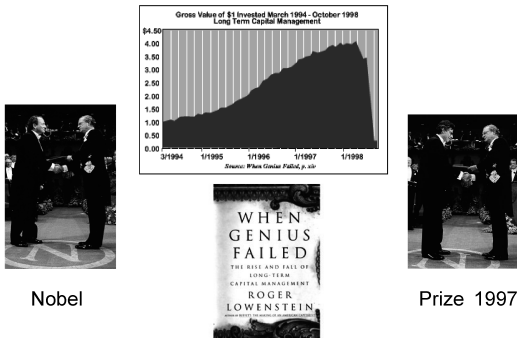 Gross Value of $1 Invested March 1994 - October 1998
Long Term Capital Management
$4.50
4.00
3.50
3.00
2.50
2.00
1.50
1.00
0.50
0.00
3/1994 1/1995 1/1996 1/1997 1/1998
Source: When Genius Failed, p. xiv
WHEN
GENIUS
FAILED
THE RISE AND FALL OF
LONG-TERM
CAPITAL MANAGEMENT
ROGER
LOWENSTEIN
Nobel
Prize 1997